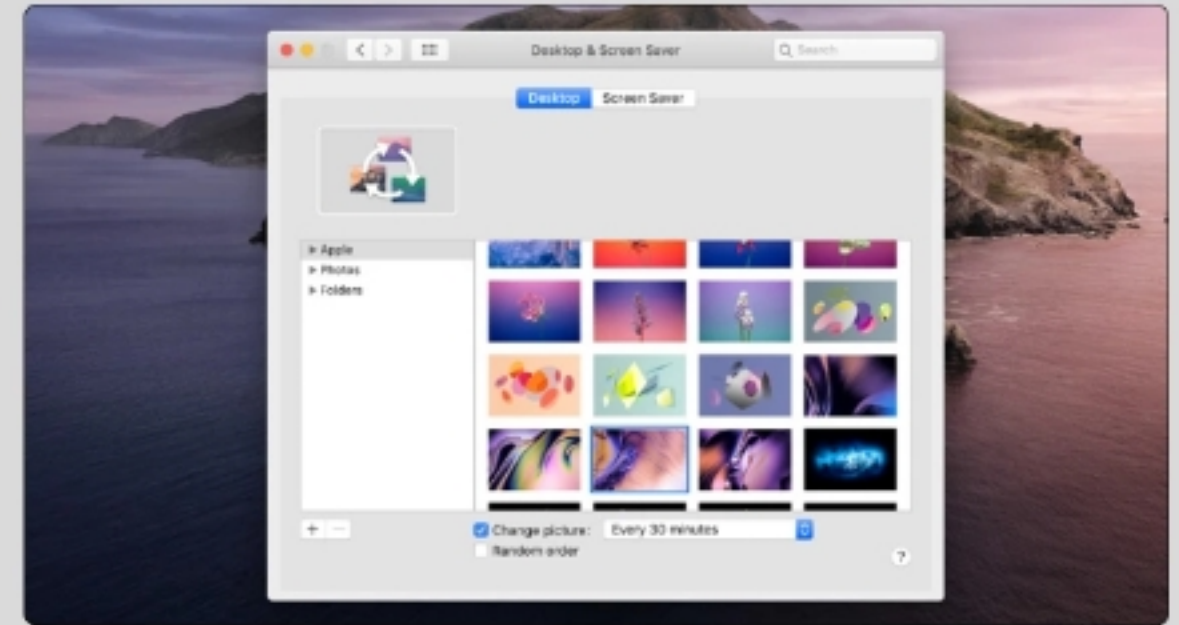 Desktop & Screen Saver
Search
Desktop Screen Saver
Apple
Photos
Folders
+ −
Change picture: Every 30 minutes
Random order
?